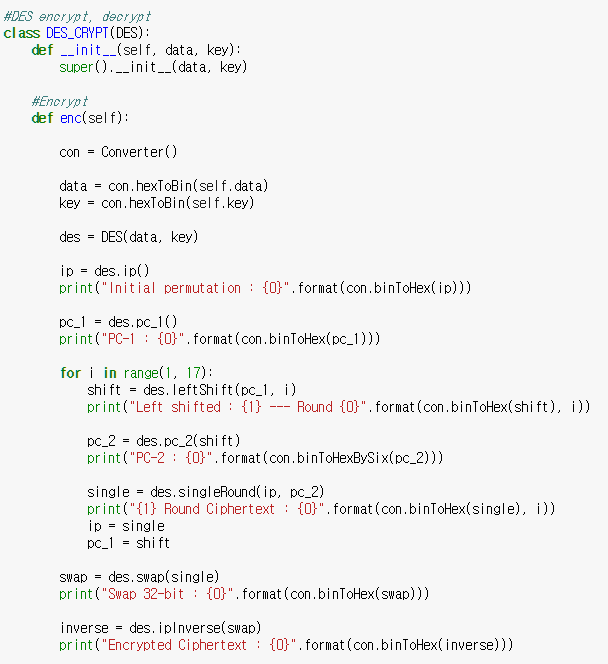 #DES encrypt, decrypt
class DES_CRYPT(DES):
    def __init__(self, data, key):
        super().__init__(data, key)

    #Encrypt
    def enc(self):

        con = Converter()

        data = con.hexToBin(self.data)
        key = con.hexToBin(self.key)

        des = DES(data, key)

        ip = des.ip()
        print("Initial permutation : {0}".format(con.binToHex(ip)))

        pc_1 = des.pc_1()
        print("PC-1 : {0}".format(con.binToHex(pc_1)))

        for i in range(1, 17):
            shift = des.leftShift(pc_1, i)
            print("Left shifted : {1} --- Round {0}".format(con.binToHex(shift), i))

            pc_2 = des.pc_2(shift)
            print("PC-2 : {0}".format(con.binToHexBySix(pc_2)))

            single = des.singleRound(ip, pc_2)
            print("{1} Round Ciphertext : {0}".format(con.binToHex(single), i))
            ip = single
            pc_1 = shift

        swap = des.swap(single)
        print("Swap 32-bit : {0}".format(con.binToHex(swap)))

        inverse = des.ipInverse(swap)
        print("Encrypted Ciphertext : {0}".format(con.binToHex(inverse)))